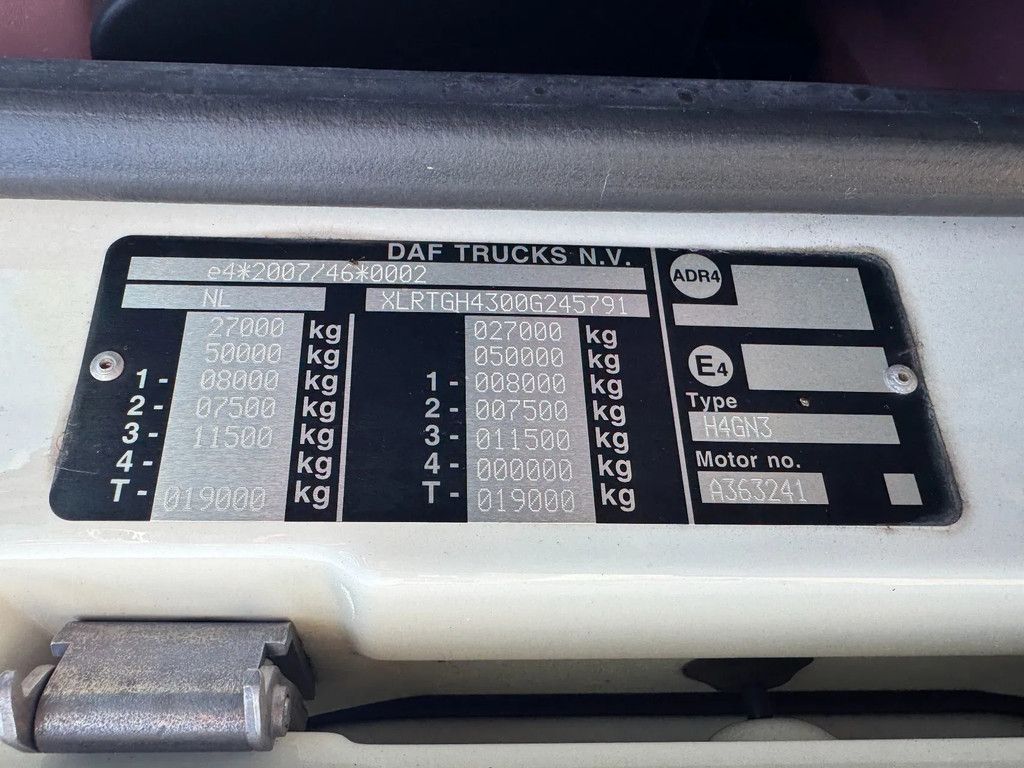 DAF TRUCKS N.V.
e4*2007/46*0002
NL XLRTGH4300G245791
27000 kg 027000 kg
50000 kg 050000 kg
1- 08000 kg 1- 008000 kg
2- 07500 kg 2- 007500 kg
3- 11500 kg 3- 011500 kg
4- kg 4- 000000 kg
T- 019000 kg T- 019000 kg
ADR4
E4
Type
H4GN3
Motor no.
A363241